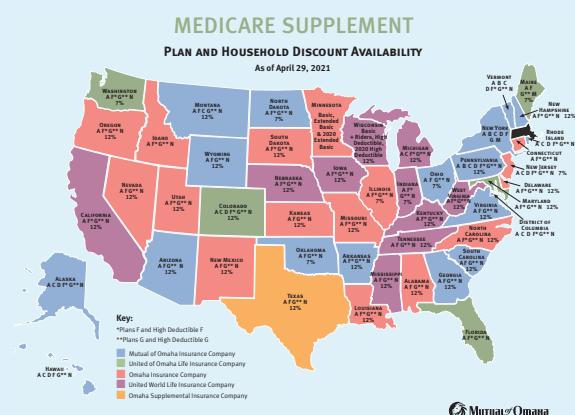 MEDICARE SUPPLEMENT
PLAN AND HOUSEHOLD DISCOUNT AVAILABILITY
As of April 29, 2021
WASHINGTON
A F*G** N
7%
OREGON
A F*G** N
12%
CALIFORNIA
A F*G** N
12%
NEVADA
A F*G** N
12%
IDAHO
A F*G** N
12%
MONTANA
A F C G** N
12%
WYOMING
A F*G** N
12%
UTAH
A F*G** N
12%
COLORADO
A C D F*G** N
12%
ARIZONA
A F G** N
12%
NEW MEXICO
A F*G** N
12%
NORTH
DAKOTA
A F*G** N
7%
SOUTH
DAKOTA
A F*G** N
12%
NEBRASKA
A F*G** N
12%
KANSAS
A F*G** N
12%
OKLAHOMA
A F*G** N
7%
TEXAS
A F*G** N
12%
MINNESOTA
Basic,
Extended
Basic
& 2020
Extended
Basic
IOWA
A F*G** N
12%
MISSOURI
A F*G** N
12%
ARKANSAS
A F*G** N
12%
LOUISIANA
A F*G** N
12%
WISCONSIN
Basic
+ Riders, High
Deductible,
2020 High
Deductible
12%
ILLINOIS
A F*G** N
7%
MICHIGAN
A C F*G** N
12%
INDIANA
A F*
G** N
7%
OHIO
A F G** N
7%
KENTUCKY
A F*G** N
12%
TENNESSEE
A F*G** N 12%
MISSISSIPPI
A F*G** N
12%
ALABAMA
A F*G** N
12%
GEORGIA
A F*G** N
12%
FLORIDA
A F*G** N
SOUTH
CAROLINA
A F*G** N
12%
NORTH
CAROLINA
A F*G** N 12%
VIRGINIA
A F*G** N
12%
WEST
VIRGINIA
A F*G** N
12%
PENNSYLVANIA
A B C D F*G** N
12%
NEW YORK
A B C D F
G M
VERMONT
A B C
D F*G** N
MAINE
A F
G** M
7%
NEW
HAMPSHIRE
A F*G** N 12%
RHODE
ISLAND
A C D F*G** N
CONNECTICUT
A F*G** N
NEW JERSEY
A C D F*G** N 7%
DELAWARE
A F*G** N 12%
MARYLAND
A F*G** N 12%
DISTRICT OF
COLUMBIA
A C D F*G** N
ALASKA
A C D F*G** N
12%
HAWAII
A C D F*G** N
12%
Key:
*Plans F and High Deductible F
**Plans G and High Deductible G
Mutual of Omaha Insurance Company
United of Omaha Life Insurance Company
Omaha Insurance Company
United World Life Insurance Company
Omaha Supplemental Insurance Company
MUTUAL of OMAHA